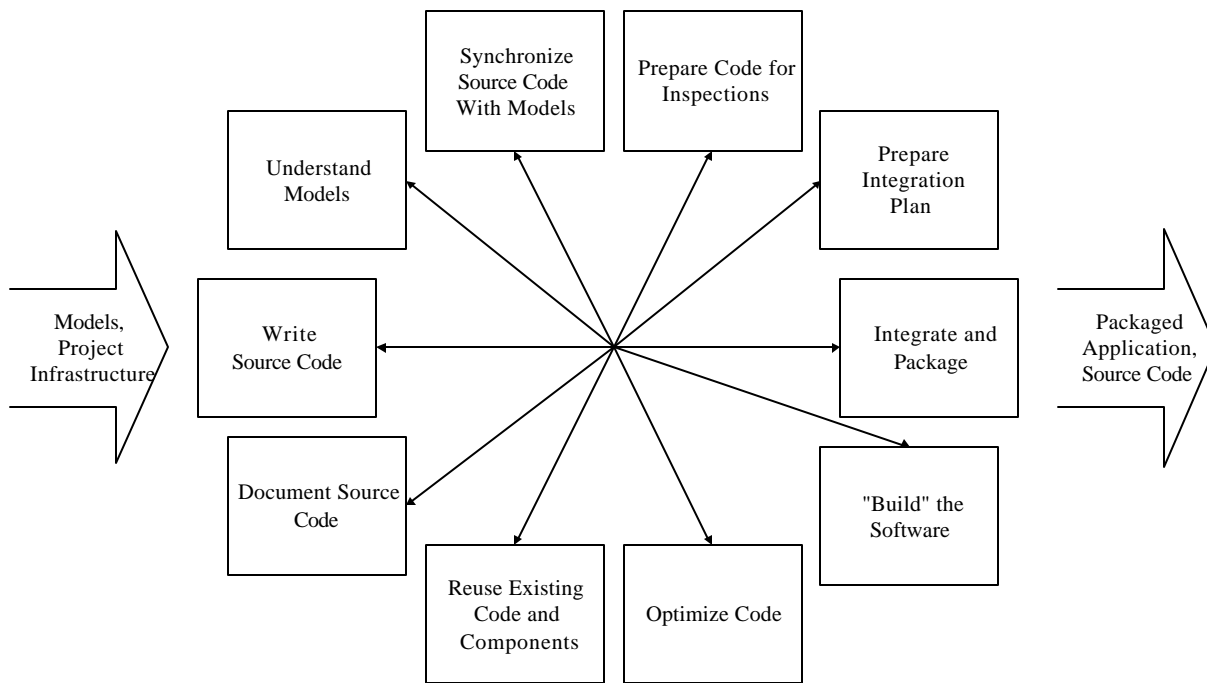 Synchronize
Source Code
With Models
Prepare Code for
Inspections
Understand
Models
Prepare
Integration
Plan
Models,
Project
Infrastructure
Write
Source Code
Integrate and
Package
Packaged
Application,
Source Code
Document Source
Code
"Build" the
Software
Reuse Existing
Code and
Components
Optimize Code